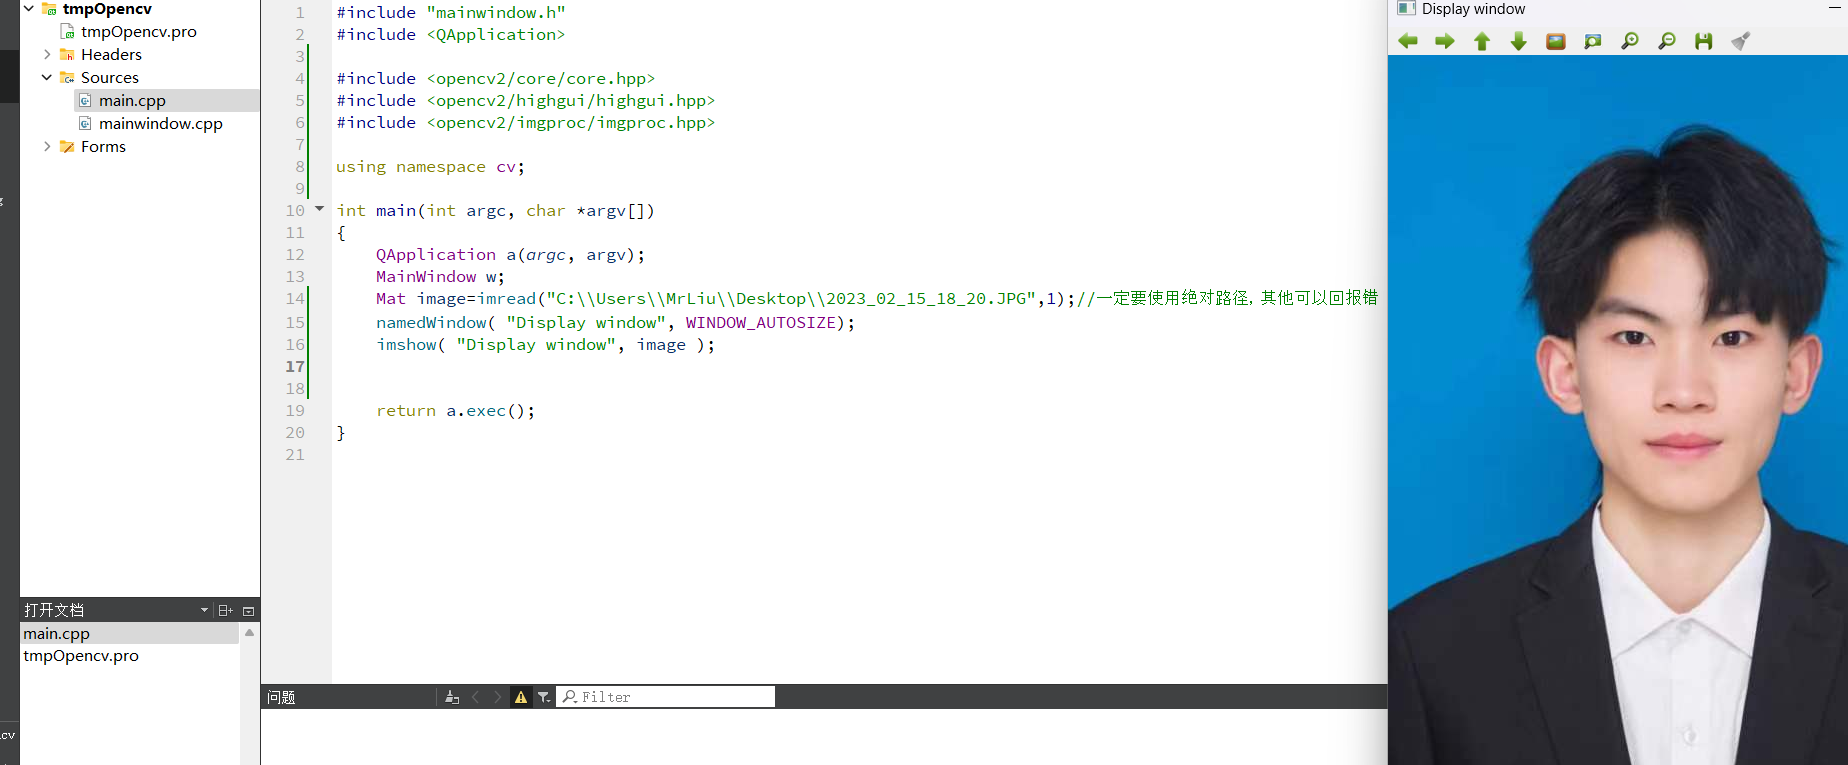 tmpOpencv
tmpOpencv.pro
Headers
Sources
main.cpp
mainwindow.cpp
Forms
打开文档
main.cpp
tmpOpencv.pro
.cv
1 #include "mainwindow.h"
2 #include <QApplication>
3
4 #include <opencv2/core/core.hpp>
5 #include <opencv2/highgui/highgui.hpp>
6 #include <opencv2/imgproc/imgproc.hpp>
7
8 using namespace cv;
9
10 int main(int argc, char *argv[])
11 {
12 QApplication a(argc, argv);
13 MainWindow w;
14 Mat image=imread("C:\\Users\\MrLiu\\Desktop\\2023_02_15_18_20.JPG",1);//一定要使用绝对路径,其他可以回报错
15 namedWindow( "Display window", WINDOW_AUTOSIZE);
16 imshow( "Display window", image );
17
18
19 return a.exec();
20 }
21
问题
Filter
Display window